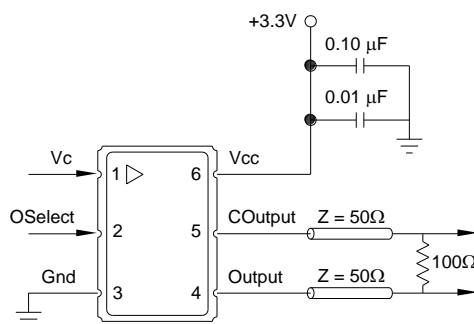 +3.3V
0.10 µF
0.01 µF
Vc
1
6
Vcc
OSelect
2
5
COutput
Z = 50Ω
100Ω
Gnd
3
4
Output
Z = 50Ω